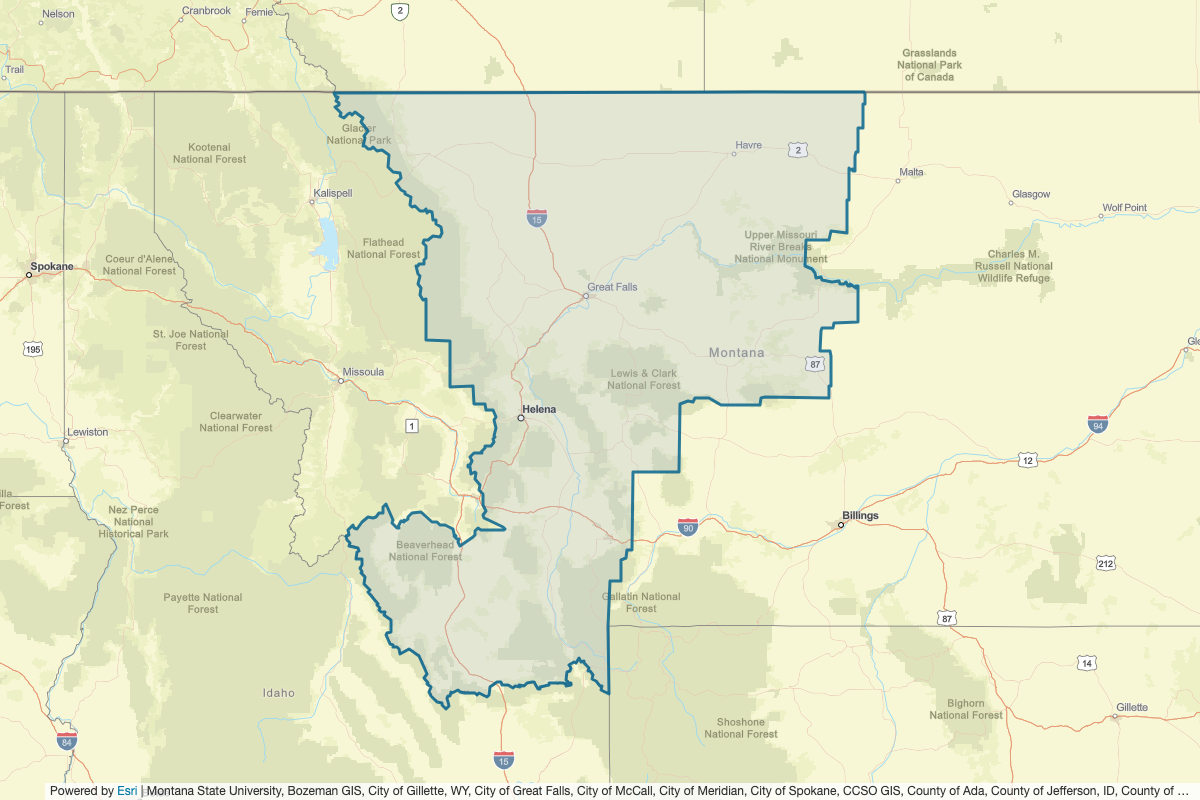 Nelson
Cranbrook
Fernie
2
Trail
Grasslands
National Park
of Canada
Glacier
National Park
Kootenai
National Forest
Havre
2
Malta
Kalispell
Glasgow
Wolf Point
15
Flathead
National Forest
Upper Missouri
River Breaks
National Monument
Spokane
Coeur d'Alene
National Forest
Charles M.
Russell National
Wildlife Refuge
Great Falls
St. Joe National
Forest
195
Montana
87
Missoula
Lewis & Clark
National Forest
Helena
Clearwater
National Forest
1
94
Lewiston
12
Forest
Nez Perce
National
Historical Park
Billings
90
Beaverhead
National Forest
212
Payette National
Forest
Gallatin National
Forest
87
14
Idaho
Bighorn
National Forest
Gillette
Shoshone
National Forest
84
15
Powered by Esri | Montana State University, Bozeman GIS, City of Gillette, WY, City of Great Falls, City of McCall, City of Meridian, City of Spokane, CCSO GIS, County of Ada, County of Jefferson, ID, County of ...